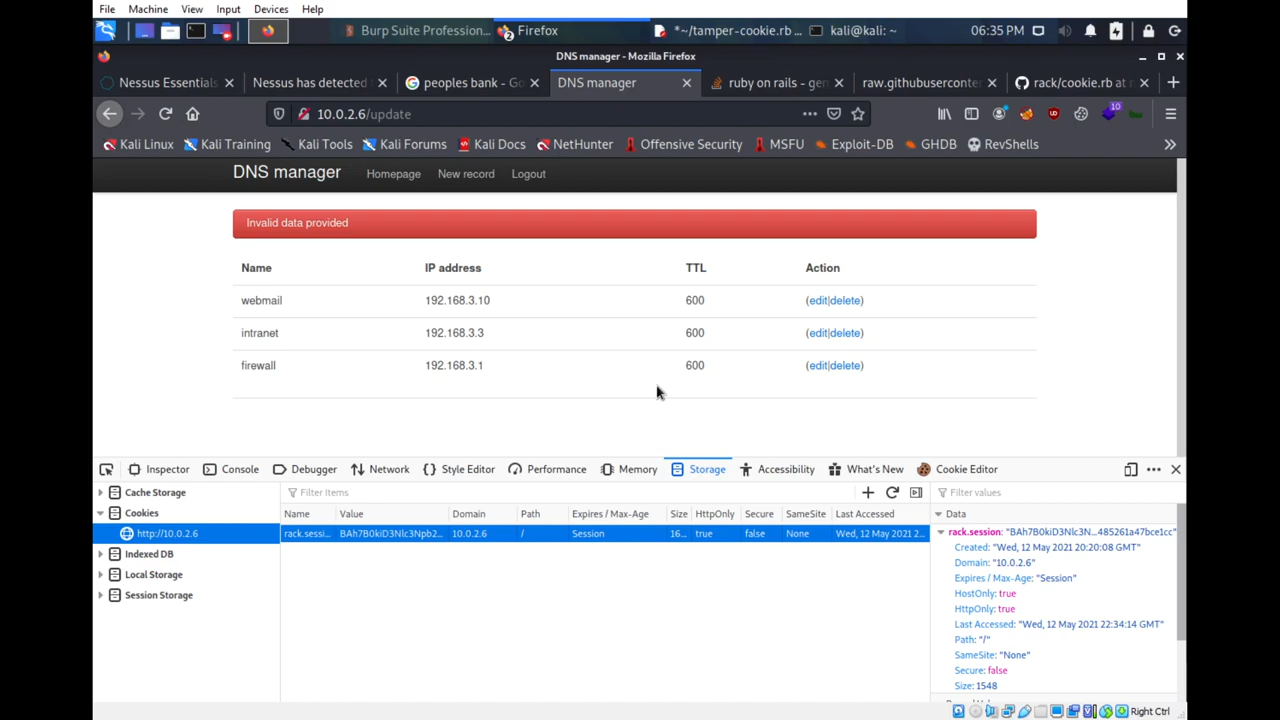 File Machine View Input Devices Help
Burp Suite Profession... 2 Firefox *~/tamper-cookie.rb ... kali@kali: ~ 06:35 PM
DNS manager - Mozilla Firefox
Nessus Essentials Nessus has detected peoples bank - Go DNS manager ruby on rails - gen raw.githubuserconten rack/cookie.rb at
10.0.2.6/update 10
Kali Linux Kali Training Kali Tools Kali Forums Kali Docs NetHunter Offensive Security MSFU Exploit-DB GHDB RevShells
DNS manager Homepage New record Logout
Invalid data provided
Name IP address TTL Action
webmail 192.168.3.10 600 (edit|delete)
intranet 192.168.3.3 600 (edit|delete)
firewall 192.168.3.1 600 (edit|delete)
Inspector Console Debugger Network Style Editor Performance Memory Storage Accessibility What's New Cookie Editor
Cache Storage
Cookies
http://10.0.2.6
Indexed DB
Local Storage
Session Storage
Filter Items
Name Value Domain Path Expires / Max-Age Size HttpOnly Secure SameSite Last Accessed
rack.sessi... BAh7B0kiD3Nlc3Npb2... 10.0.2.6 / Session 16... true false None Wed, 12 May 2021 2...
Filter values
Data
rack.session: "BAh7B0kiD3Nlc3N...485261a47bce1cc"
Created: "Wed, 12 May 2021 20:20:08 GMT"
Domain: "10.0.2.6"
Expires / Max-Age: "Session"
HostOnly: true
HttpOnly: true
Last Accessed: "Wed, 12 May 2021 22:34:14 GMT"
Path: "/"
SameSite: "None"
Secure: false
Size: 1548
Right Ctrl